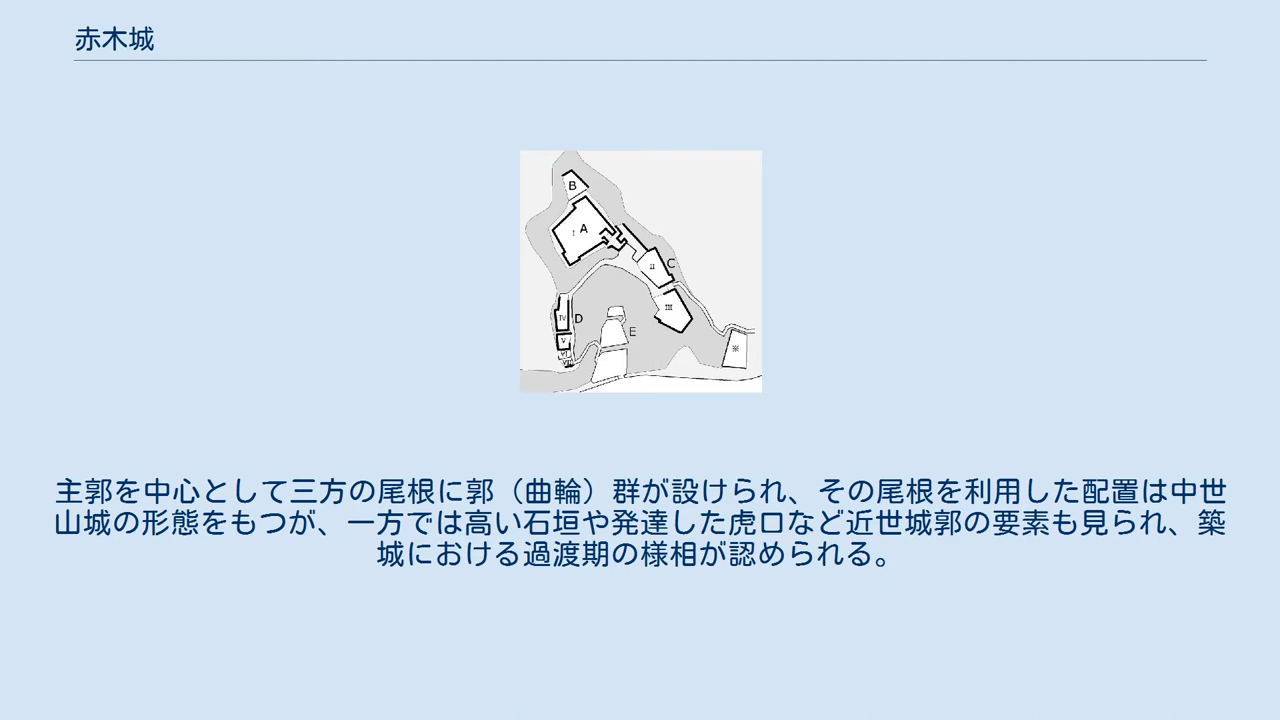 赤木城
B
A
I
C
II
III
D
IV
V
VI
VII
E
※
主郭を中心として三方の尾根に郭（曲輪）群が設けられ、その尾根を利用した配置は中世
山城の形態をもつが、一方では高い石垣や発達した虎口など近世城郭の要素も見られ、築
城における過渡期の様相が認められる。